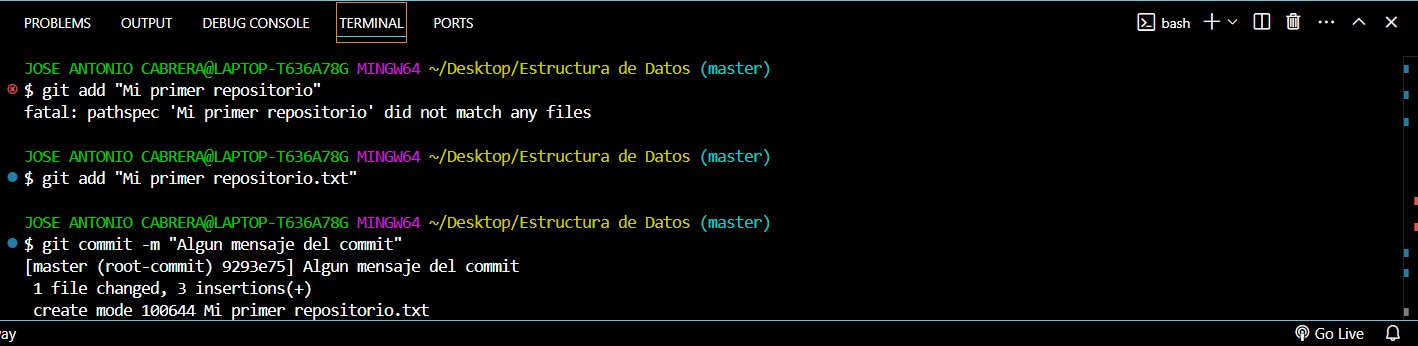 PROBLEMS OUTPUT DEBUG CONSOLE TERMINAL PORTS bash
JOSE ANTONIO CABRERA@LAPTOP-T636A78G MINGW64 ~/Desktop/Estructura de Datos (master)
$ git add "Mi primer repositorio"
fatal: pathspec 'Mi primer repositorio' did not match any files
JOSE ANTONIO CABRERA@LAPTOP-T636A78G MINGW64 ~/Desktop/Estructura de Datos (master)
$ git add "Mi primer repositorio.txt"
JOSE ANTONIO CABRERA@LAPTOP-T636A78G MINGW64 ~/Desktop/Estructura de Datos (master)
$ git commit -m "Algun mensaje del commit"
[master (root-commit) 9293e75] Algun mensaje del commit
1 file changed, 3 insertions(+)
create mode 100644 Mi primer repositorio.txt
way Go Live